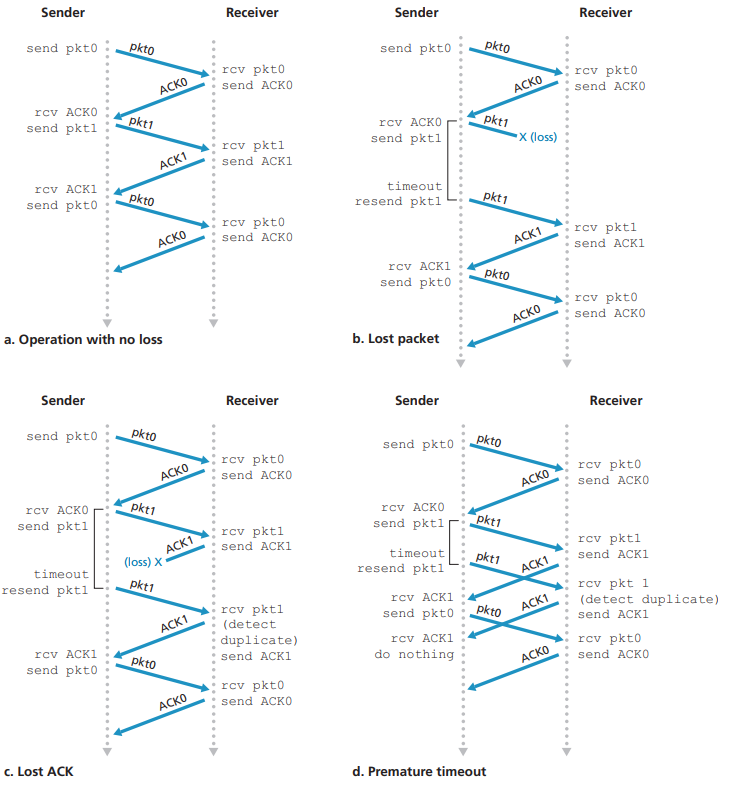 Sender Receiver
send pkt0 pkt0
rcv pkt0
ACK0 send ACK0
rcv ACK0
send pkt1 pkt1
rcv pkt1
ACK1 send ACK1
rcv ACK1
send pkt0 pkt0
rcv pkt0
ACK0 send ACK0
a. Operation with no loss
Sender Receiver
send pkt0 pkt0
rcv pkt0
ACK0 send ACK0
rcv ACK0
send pkt1 pkt1
X (loss)
timeout
resend pkt1 pkt1
rcv pkt1
ACK1 send ACK1
rcv ACK1
send pkt0 pkt0
rcv pkt0
ACK0 send ACK0
b. Lost packet
Sender Receiver
send pkt0 pkt0
rcv pkt0
ACK0 send ACK0
rcv ACK0
send pkt1 pkt1
rcv pkt1
ACK1 send ACK1
(loss) X
timeout
resend pkt1 pkt1
rcv pkt1
ACK1 (detect
duplicate)
send ACK1
rcv ACK1
send pkt0 pkt0
rcv pkt0
ACK0 send ACK0
c. Lost ACK
Sender Receiver
send pkt0 pkt0
rcv pkt0
ACK0 send ACK0
rcv ACK0
send pkt1 pkt1
rcv pkt1
ACK1 send ACK1
timeout
resend pkt1 pkt1
rcv pkt 1
(detect duplicate)
ACK1 send ACK1
rcv ACK1
send pkt0 pkt0
rcv pkt0
ACK0 send ACK0
rcv ACK1
do nothing
d. Premature timeout